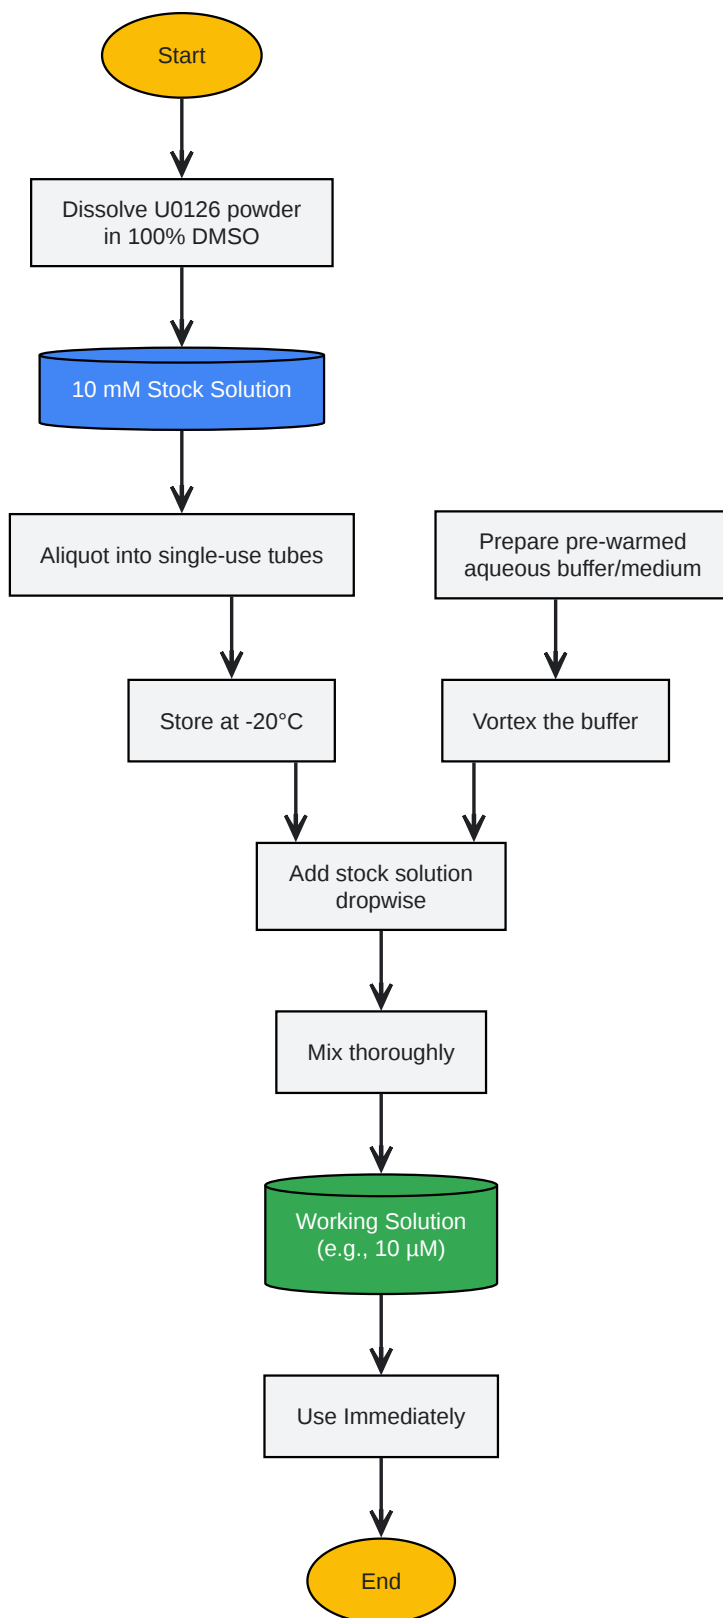 Start
Dissolve U0126 powder
in 100% DMSO
10 mM Stock Solution
Aliquot into single-use tubes
Prepare pre-warmed
aqueous buffer/medium
Store at -20°C
Vortex the buffer
Add stock solution
dropwise
Mix thoroughly
Working Solution
(e.g., 10 µM)
Use Immediately
End